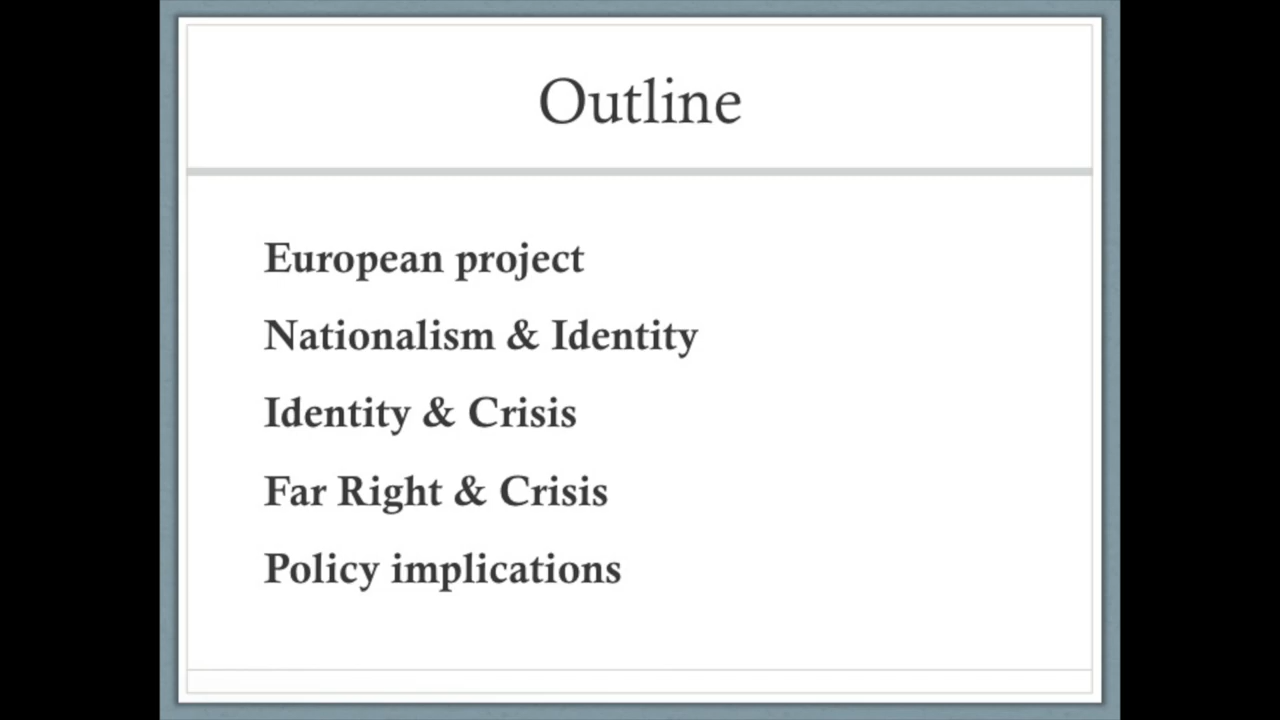 Outline
European project
Nationalism & Identity
Identity & Crisis
Far Right & Crisis
Policy implications